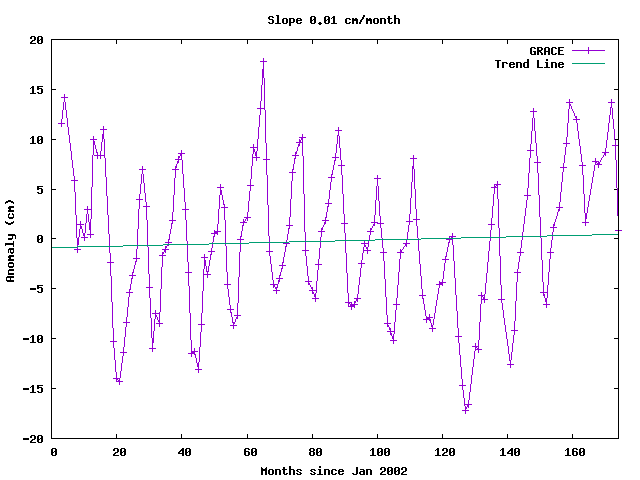 Slope 0.01 cm/month
GRACE
Trend Line
20
15
10
5
0
-5
-10
-15
-20
Anomaly (cm)
0 20 40 60 80 100 120 140 160
Months since Jan 2002